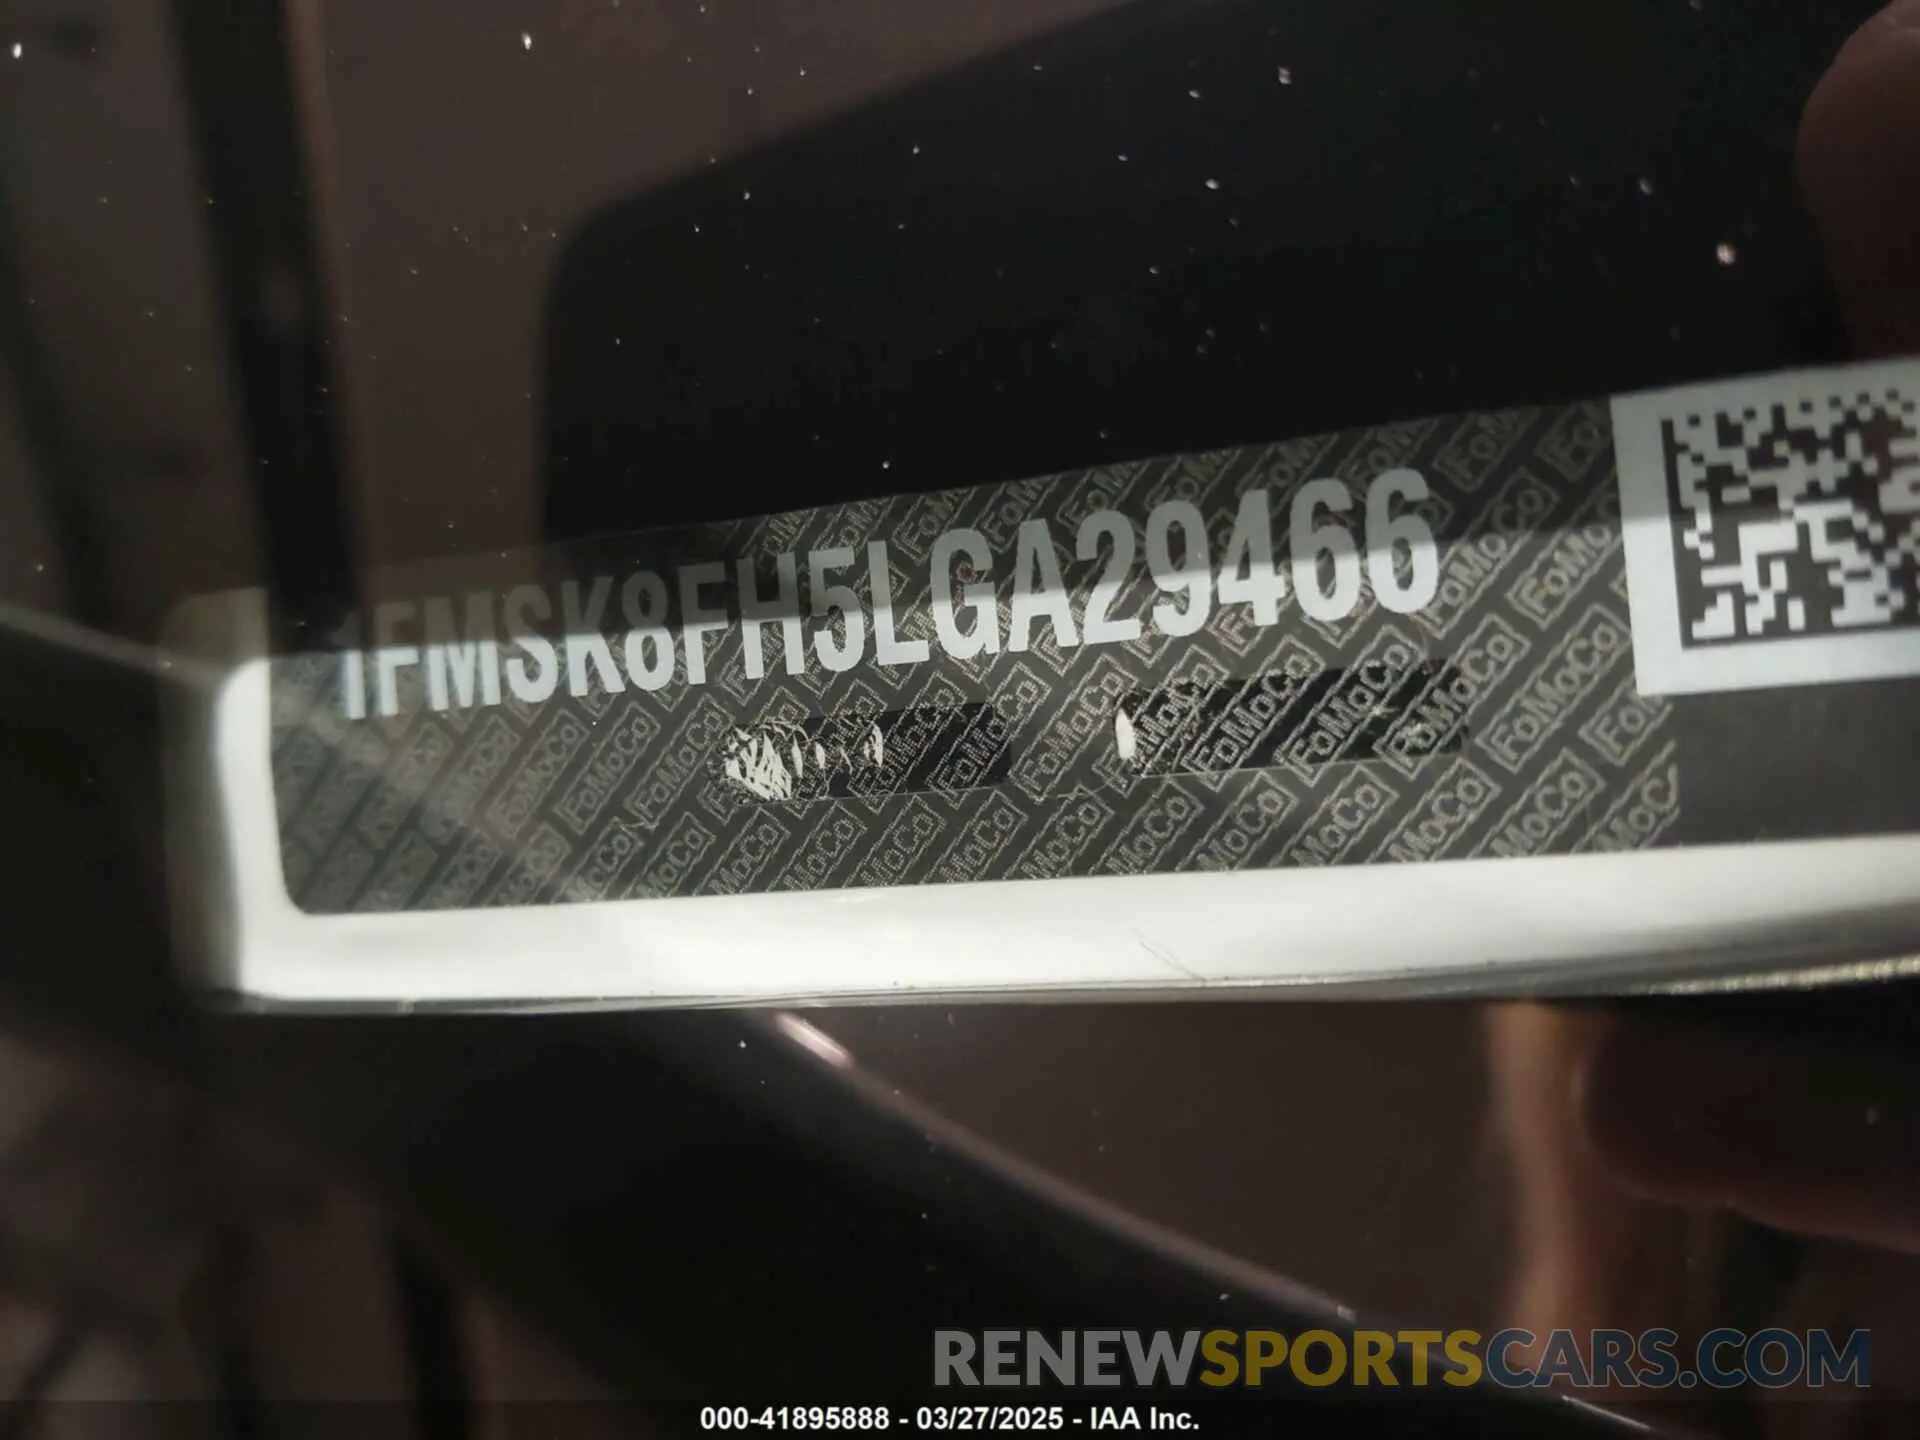 1FMSK8FH5LGA29466
RENEWSPORTSCARS.COM
000-41895888 - 03/27/2025 - IAA Inc.